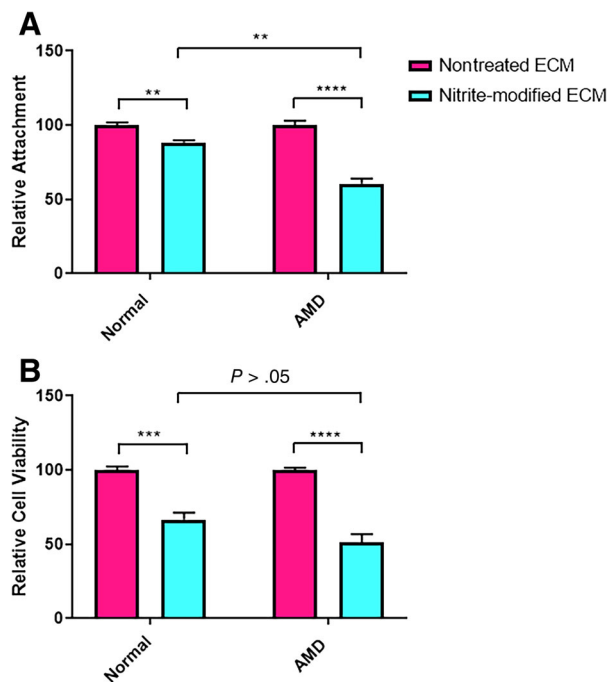 A
150
**
Nontreated ECM
Nitrite-modified ECM
** ****
100
Relative Attachment
50
0
Normal AMD
B
150
P > .05
*** ****
100
Relative Cell Viability
50
0
Normal AMD